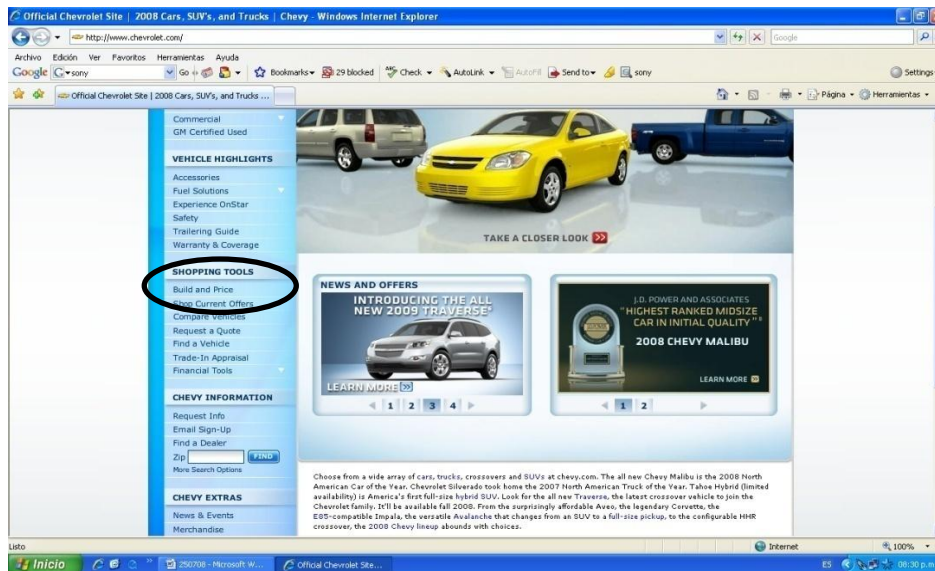 Official Chevrolet Site | 2008 Cars, SUV's, and Trucks | Chevy - Windows Internet Explorer
http://www.chevrolet.com/
Google
Archivo Edición Ver Favoritos Herramientas Ayuda
Google G sony Go Bookmarks 29 blocked Check AutoLink AutoFill Send to sony Settings
Official Chevrolet Site | 2008 Cars, SUV's, and Trucks ...
Página Herramientas
Commercial
GM Certified Used
VEHICLE HIGHLIGHTS
Accessories
Fuel Solutions
Experience OnStar
Safety
Trailering Guide
Warranty & Coverage
SHOPPING TOOLS
Build and Price
Shop Current Offers
Compare Vehicles
Request a Quote
Find a Vehicle
Trade-In Appraisal
Financial Tools
CHEVY INFORMATION
Request Info
Email Sign-Up
Find a Dealer
Zip FIND
More Search Options
CHEVY EXTRAS
News & Events
Merchandise
TAKE A CLOSER LOOK
NEWS AND OFFERS
INTRODUCING THE ALL
NEW 2009 TRAVERSE
LEARN MORE
1 2 3 4
J.D. POWER AND ASSOCIATES
"HIGHEST RANKED MIDSIZE
CAR IN INITIAL QUALITY"
2008 CHEVY MALIBU
LEARN MORE
1 2
Choose from a wide array of cars, trucks, crossovers and SUVs at chevy.com. The all new Chevy Malibu is the 2008 North
American Car of the Year. Chevrolet Silverado took home the 2007 North American Truck of the Year. Tahoe Hybrid (limited
availability) is America's first full-size hybrid SUV. Look for the all new Traverse, the latest crossover vehicle to join the
Chevrolet family. It'll be available fall 2008. From the surprisingly affordable Aveo, the legendary Corvette, the
E85-compatible Impala, the versatile Avalanche that changes from an SUV to a full-size pickup, to the configurable HHR
crossover, the 2008 Chevy lineup abounds with choices.
Listo Internet 100%
Inicio 250708 - Microsoft W... Official Chevrolet Site... ES 08:30 p.m.